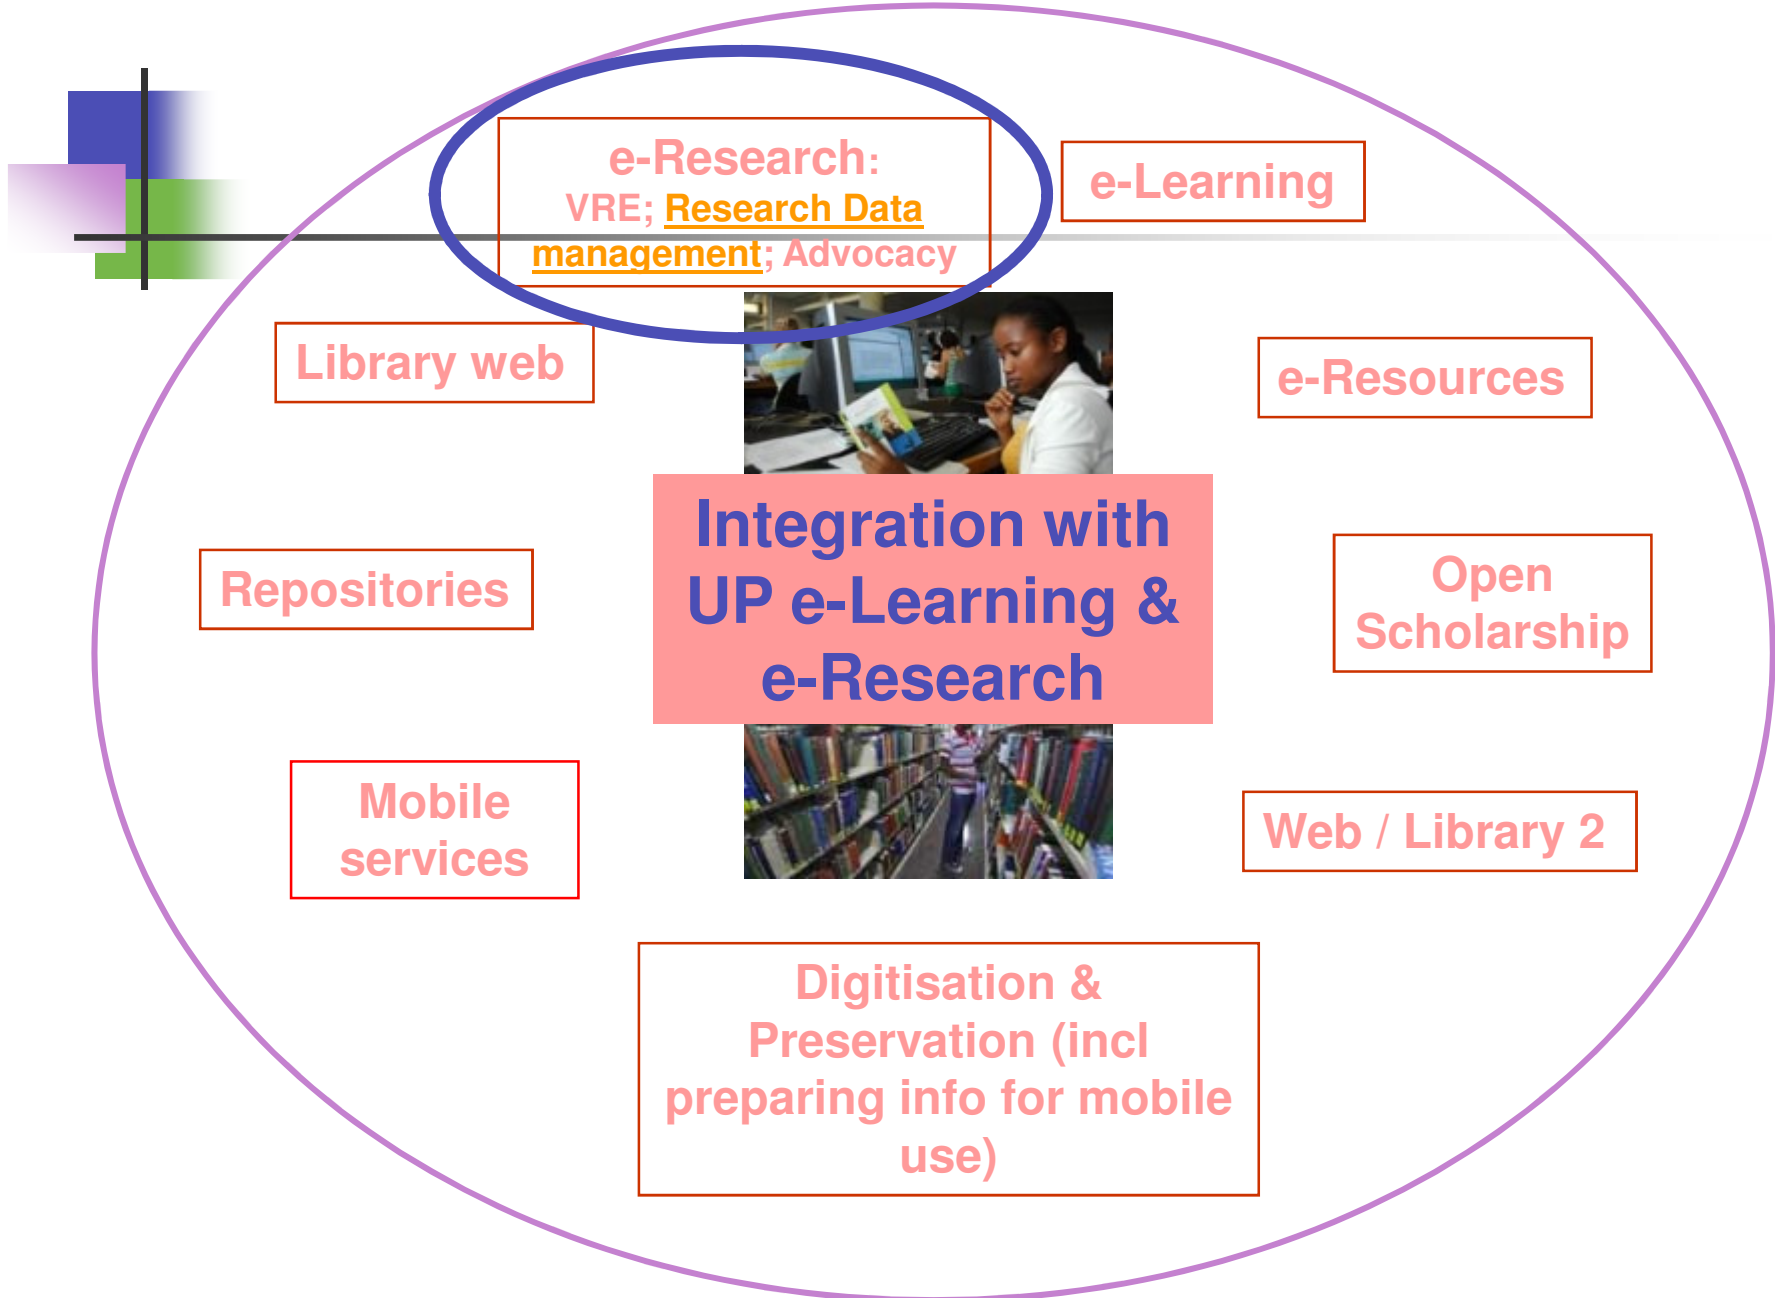 e-Research:
VRE; Research Data
management; Advocacy
e-Learning
Library web
e-Resources
Integration with
UP e-Learning &
e-Research
Repositories
Open
Scholarship
Mobile
services
Web / Library 2
Digitisation &
Preservation (incl
preparing info for mobile
use)